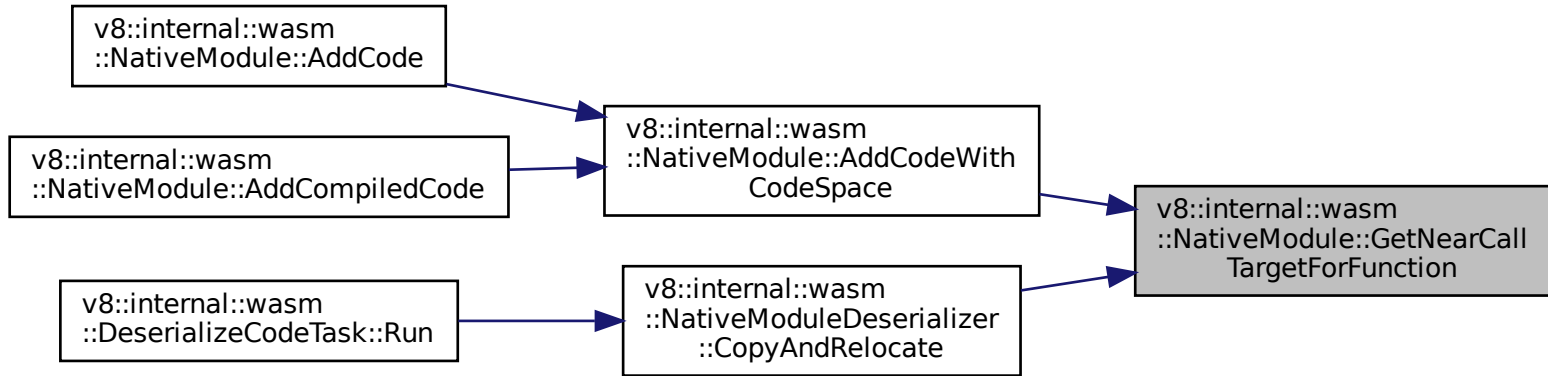 v8::internal::wasm
::NativeModule::AddCode
v8::internal::wasm
::NativeModule::AddCompiledCode
v8::internal::wasm
::DeserializeCodeTask::Run
v8::internal::wasm
::NativeModule::AddCodeWith
CodeSpace
v8::internal::wasm
::NativeModuleDeserializer
::CopyAndRelocate
v8::internal::wasm
::NativeModule::GetNearCall
TargetForFunction